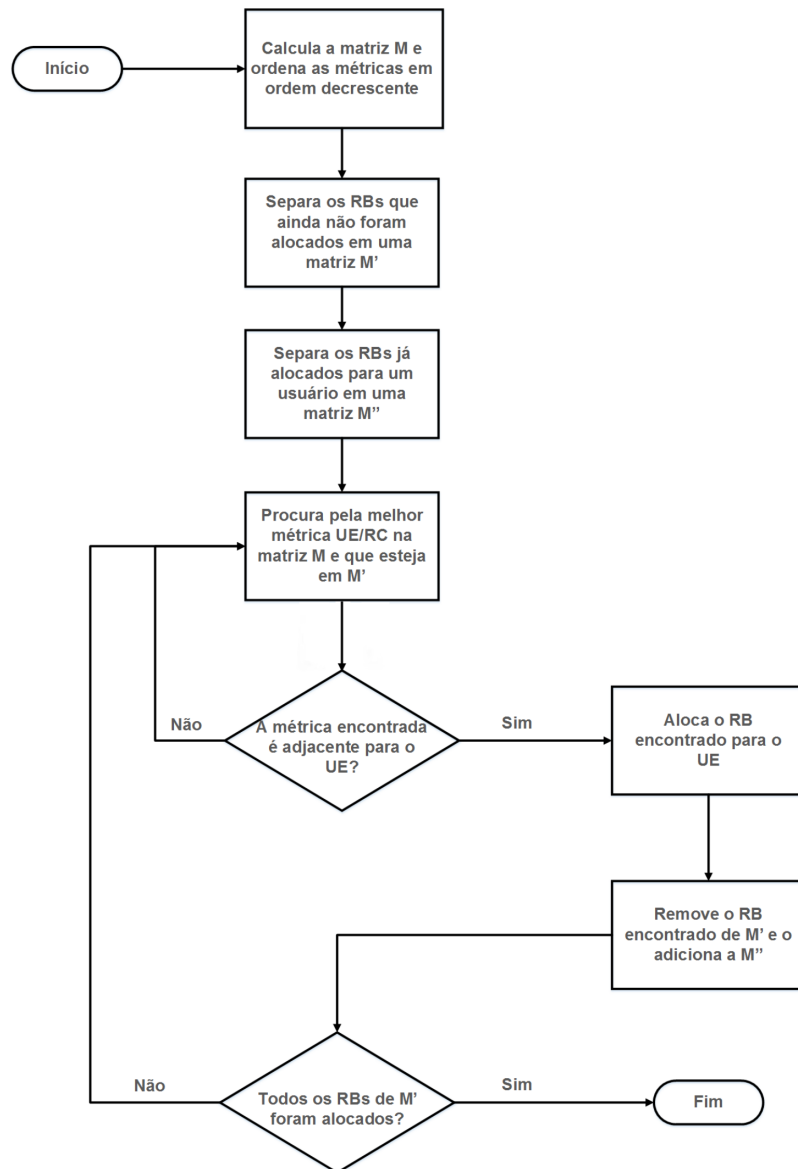 Início
Calcula a matriz M e
ordena as métricas em
ordem decrescente
Separa os RBs que
ainda não foram
alocados em uma
matriz M’
Separa os RBs já
alocados para um
usuário em uma
matriz M’’
Procura pela melhor
métrica UE/RC na
matriz M e que esteja
em M’
Não
A métrica encontrada
é adjacente para o
UE?
Sim
Aloca o RB
encontrado para o
UE
Remove o RB
encontrado de M’ e o
adiciona a M’’
Não
Todos os RBs de M’
foram alocados?
Sim
Fim